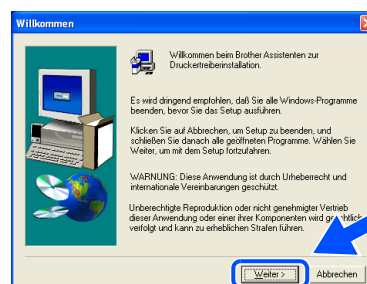 Willkommen
Willkommen beim Brother Assistenten zur
Druckertreiberinstallation.
Es wird dringend empfohlen, daß Sie alle Windows-Programme
beenden, bevor Sie das Setup ausführen.
Klicken Sie auf Abbrechen, um Setup zu beenden, und
schließen Sie danach alle geöffneten Programme. Wählen Sie
Weiter, um mit dem Setup fortzufahren.
WARNUNG: Diese Anwendung ist durch Urheberrecht und
internationale Vereinbarungen geschützt.
Unberechtigte Reproduktion oder nicht genehmigter Vertrieb
dieser Anwendung oder einer ihrer Komponenten wird
verfolgt und kann zu erheblichen Strafen führen.
Weiter > Abbrechen